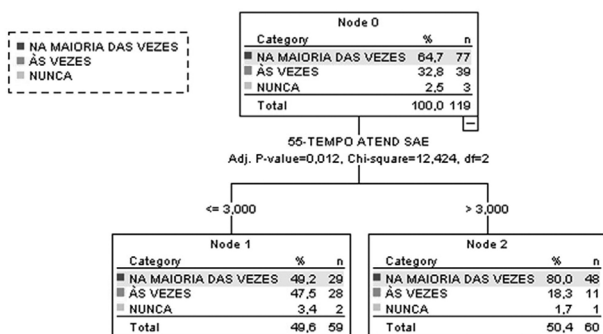 NA MAIORIA DAS VEZES
ÀS VEZES
NUNCA
Node 0
Category % n
NA MAIORIA DAS VEZES 64,7 77
ÀS VEZES 32,8 39
NUNCA 2,5 3
Total 100,0 119
55-TEMPO ATEND SAE
Adj. P-value=0,012, Chi-square=12,424, df=2
<= 3,000
> 3,000
Node 1
Category % n
NA MAIORIA DAS VEZES 49,2 29
ÀS VEZES 47,5 28
NUNCA 3,4 2
Total 49,6 59
Node 2
Category % n
NA MAIORIA DAS VEZES 80,0 48
ÀS VEZES 18,3 11
NUNCA 1,7 1
Total 50,4 60